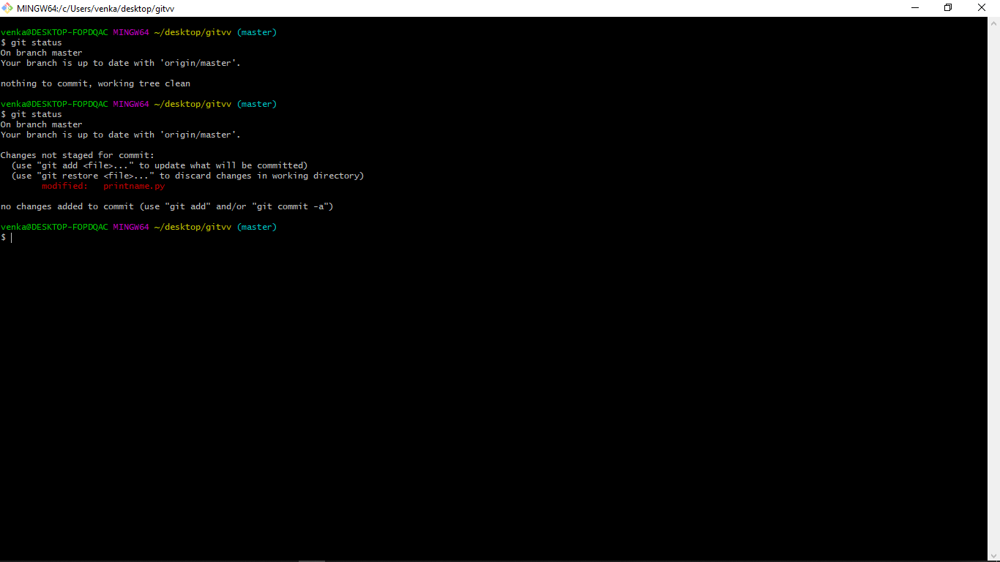 MINGW64:/c/Users/venka/desktop/gitvv
venka@DESKTOP-FOPDQAC MINGW64 ~/desktop/gitvv (master)
$ git status
On branch master
Your branch is up to date with 'origin/master'.
nothing to commit, working tree clean
venka@DESKTOP-FOPDQAC MINGW64 ~/desktop/gitvv (master)
$ git status
On branch master
Your branch is up to date with 'origin/master'.
Changes not staged for commit:
(use "git add <file>..." to update what will be committed)
(use "git restore <file>..." to discard changes in working directory)
modified: printname.py
no changes added to commit (use "git add" and/or "git commit -a")
venka@DESKTOP-FOPDQAC MINGW64 ~/desktop/gitvv (master)
$